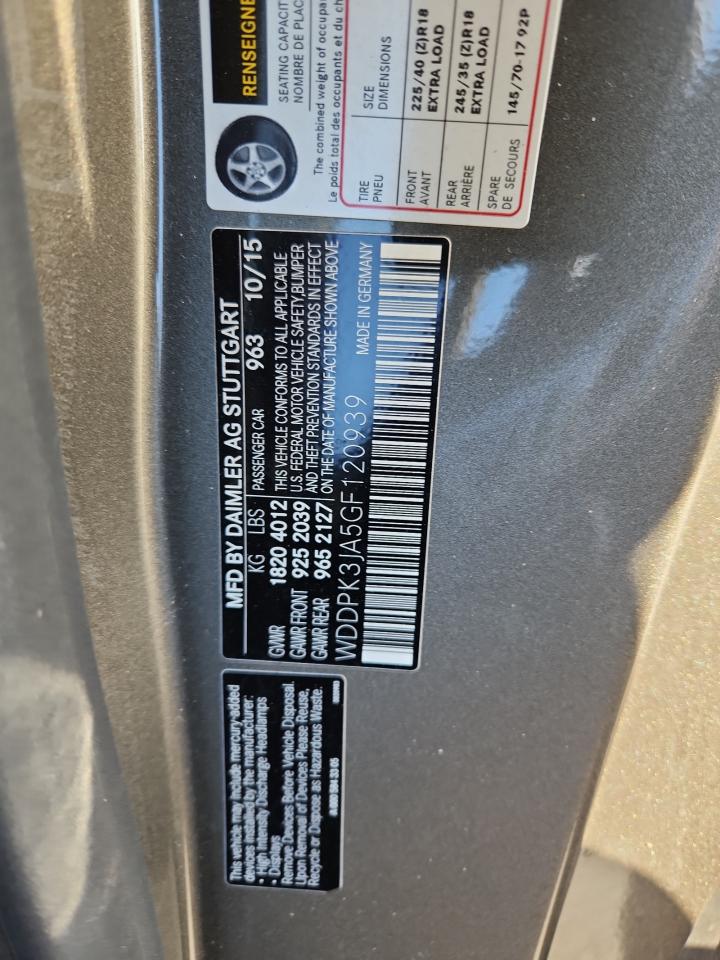 RENSEIGNE
SEATING CAPACIT
NOMBRE DE PLAC
The combined weight of occupa
Le poids total des occupants et du ch
TIRE SIZE
PNEU DIMENSIONS
FRONT 225/40 (Z)R18
AVANT EXTRA LOAD
REAR 245/35 (Z)R18
ARRIÈRE EXTRA LOAD
SPARE 145/70-17 92P
DE SECOURS
MFD BY DAIMLER AG STUTTGART
KG LBS PASSENGER CAR 963 10/15
GVWR 1820 4012 THIS VEHICLE CONFORMS TO ALL APPLICABLE
GAWR FRONT 925 2039 U.S. FEDERAL MOTOR VEHICLE SAFETY,BUMPER
GAWR REAR 965 2127 AND THEFT PREVENTION STANDARDS IN EFFECT
ON THE DATE OF MANUFACTURE SHOWN ABOVE
WDDPK3JA5GF120939 MADE IN GERMANY
This vehicle may include mercury-added
devices installed by the manufacturer:
• High Intensity Discharge Headlamps
• Displays
Remove Devices Before Vehicle Disposal.
Upon Removal of Devices Please Reuse,
Recycle or Dispose as Hazardous Waste.